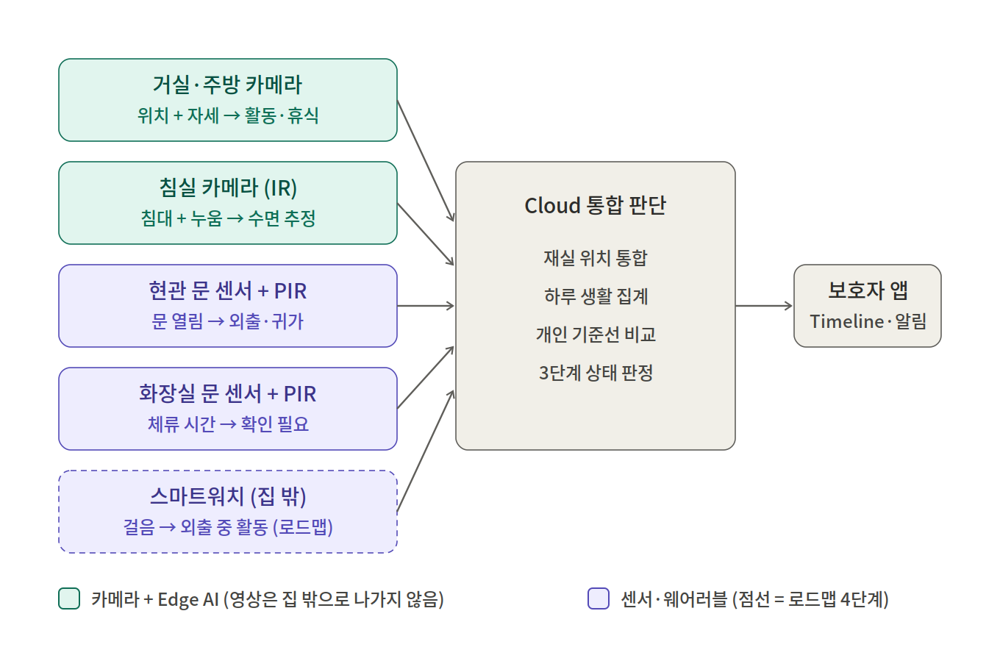 거실·주방 카메라
위치 + 자세 → 활동·휴식
침실 카메라 (IR)
침대 + 누움 → 수면 추정
현관 문 센서 + PIR
문 열림 → 외출·귀가
화장실 문 센서 + PIR
체류 시간 → 확인 필요
스마트워치 (집 밖)
걸음 → 외출 중 활동 (로드맵)
Cloud 통합 판단
재실 위치 통합
하루 생활 집계
개인 기준선 비교
3단계 상태 판정
보호자 앱
Timeline·알림
카메라 + Edge AI (영상은 집 밖으로 나가지 않음)
센서·웨어러블 (점선 = 로드맵 4단계)